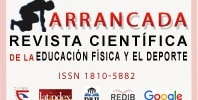 ARRANCADA
REVISTA CIENTÍFICA
DE LA EDUCACIÓN FÍSICA Y EL DEPORTE
ISSN 1810-5882
latindex
REDIB
Google